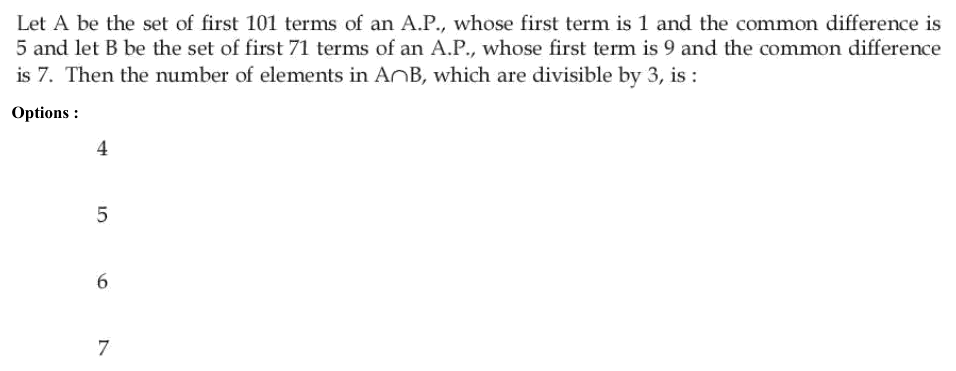 Let A be the set of first 101 terms of an A.P., whose first term is 1 and the common difference is
5 and let B be the set of first 71 terms of an A.P., whose first term is 9 and the common difference
is 7. Then the number of elements in A∩B, which are divisible by 3, is :
Options :
4
5
6
7